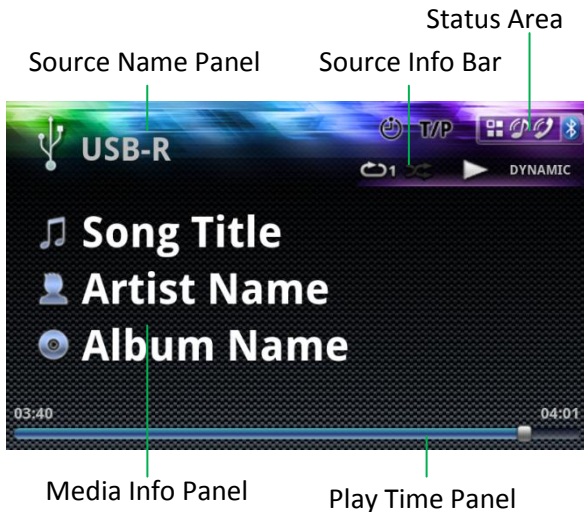 Status Area
Source Name Panel Source Info Bar
USB-R T/P
1 DYNAMIC
Song Title
Artist Name
Album Name
03:40 04:01
Media Info Panel Play Time Panel